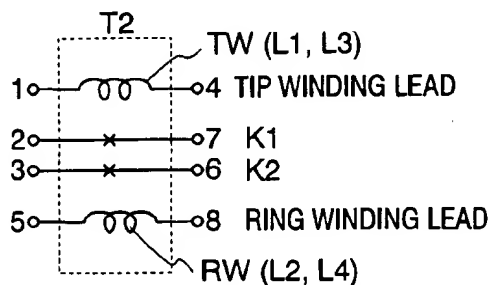 T2
TW (L1, L3)
1 4 TIP WINDING LEAD
2 7 K1
3 6 K2
5 8 RING WINDING LEAD
RW (L2, L4)